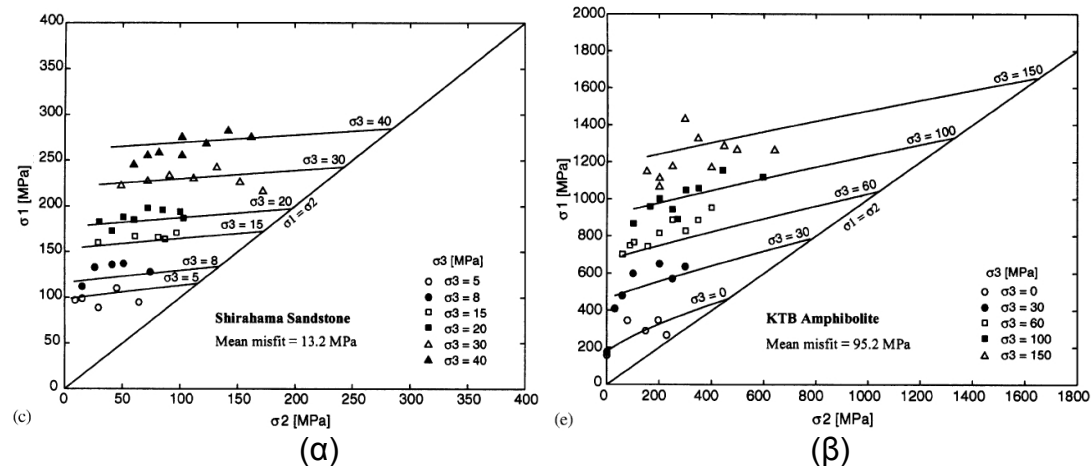 400
350
300
250
200
150
100
50
0
σ1 [MPa]
σ3 = 40
σ3 = 30
σ3 = 20
σ3 = 15
σ3 = 8
σ3 = 5
σ1 = σ2
Shirahama Sandstone
Mean misfit = 13.2 MPa
σ3 [MPa]
σ3 = 5
σ3 = 8
σ3 = 15
σ3 = 20
σ3 = 30
σ3 = 40
0 50 100 150 200 250 300 350 400
σ2 [MPa]
(c)
(α)
2000
1800
1600
1400
1200
1000
800
600
400
200
0
σ1 [MPa]
σ3 = 150
σ3 = 100
σ3 = 60
σ3 = 30
σ3 = 0
σ1 = σ2
KTB Amphibolite
Mean misfit = 95.2 MPa
σ3 [MPa]
σ3 = 0
σ3 = 30
σ3 = 60
σ3 = 100
σ3 = 150
0 200 400 600 800 1000 1200 1400 1600 1800
σ2 [MPa]
(e)
(β)